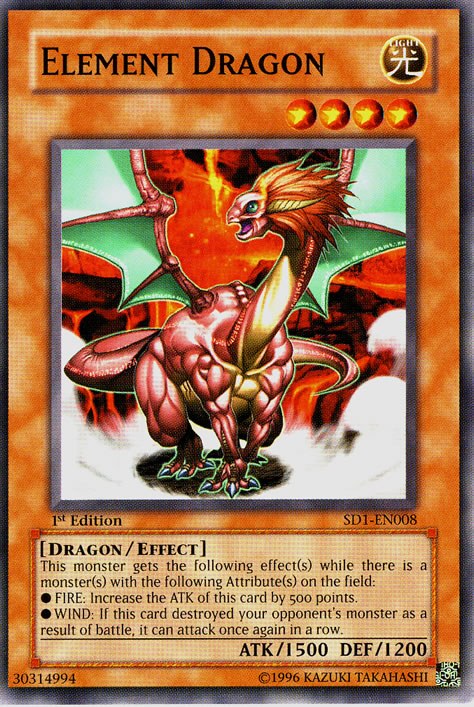 ELEMENT DRAGON
LIGHT
光
1st Edition
SD1-EN008
[DRAGON/EFFECT]
This monster gets the following effect(s) while there is a
monster(s) with the following Attribute(s) on the field:
● FIRE: Increase the ATK of this card by 500 points.
● WIND: If this card destroyed your opponent's monster as a
result of battle, it can attack once again in a row.
ATK/1500 DEF/1200
30314994
©1996 KAZUKI TAKAHASHI